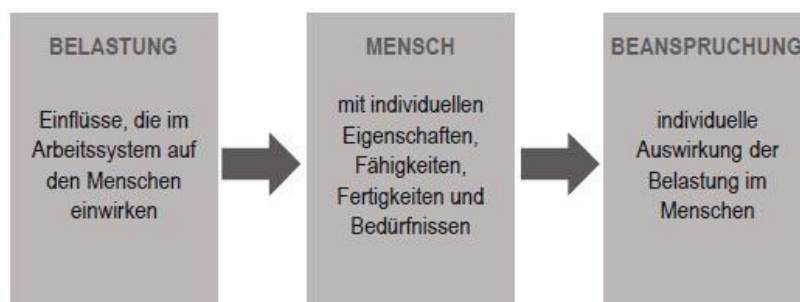 BELASTUNG
Einflüsse, die im
Arbeitssystem auf
den Menschen
einwirken
MENSCH
mit individuellen
Eigenschaften,
Fähigkeiten,
Fertigkeiten und
Bedürfnissen
BEANSPRUCHUNG
individuelle
Auswirkung der
Belastung im
Menschen